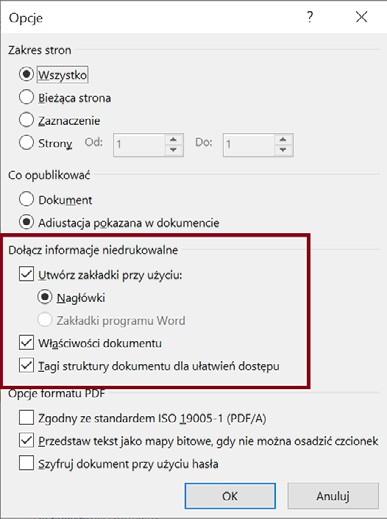 Opcje ?
Zakres stron
Wszystko
Bieżąca strona
Zaznaczenie
Strony Od: 1 Do: 1
Co opublikować
Dokument
Adiustacja pokazana w dokumencie
Dołącz informacje niedrukowalne
Utwórz zakładki przy użyciu:
Nagłówki
Zakładki programu Word
Właściwości dokumentu
Tagi struktury dokumentu dla ułatwień dostępu
Opcje formatu PDF
Zgodny ze standardem ISO 19005-1 (PDF/A)
Przedstaw tekst jako mapy bitowe, gdy nie można osadzić czcionek
Szyfruj dokument przy użyciu hasła
OK Anuluj